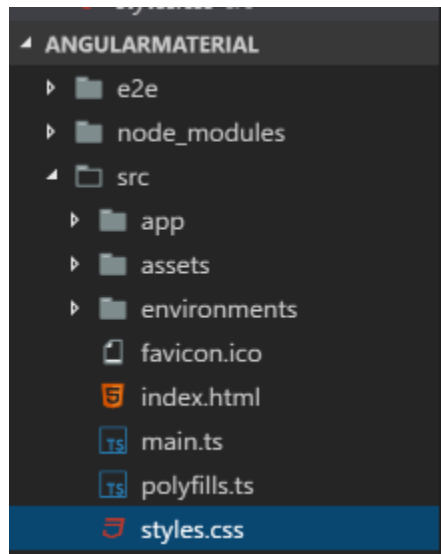 ANGULARMATERIAL
e2e
node_modules
src
app
assets
environments
favicon.ico
index.html
main.ts
polyfills.ts
styles.css